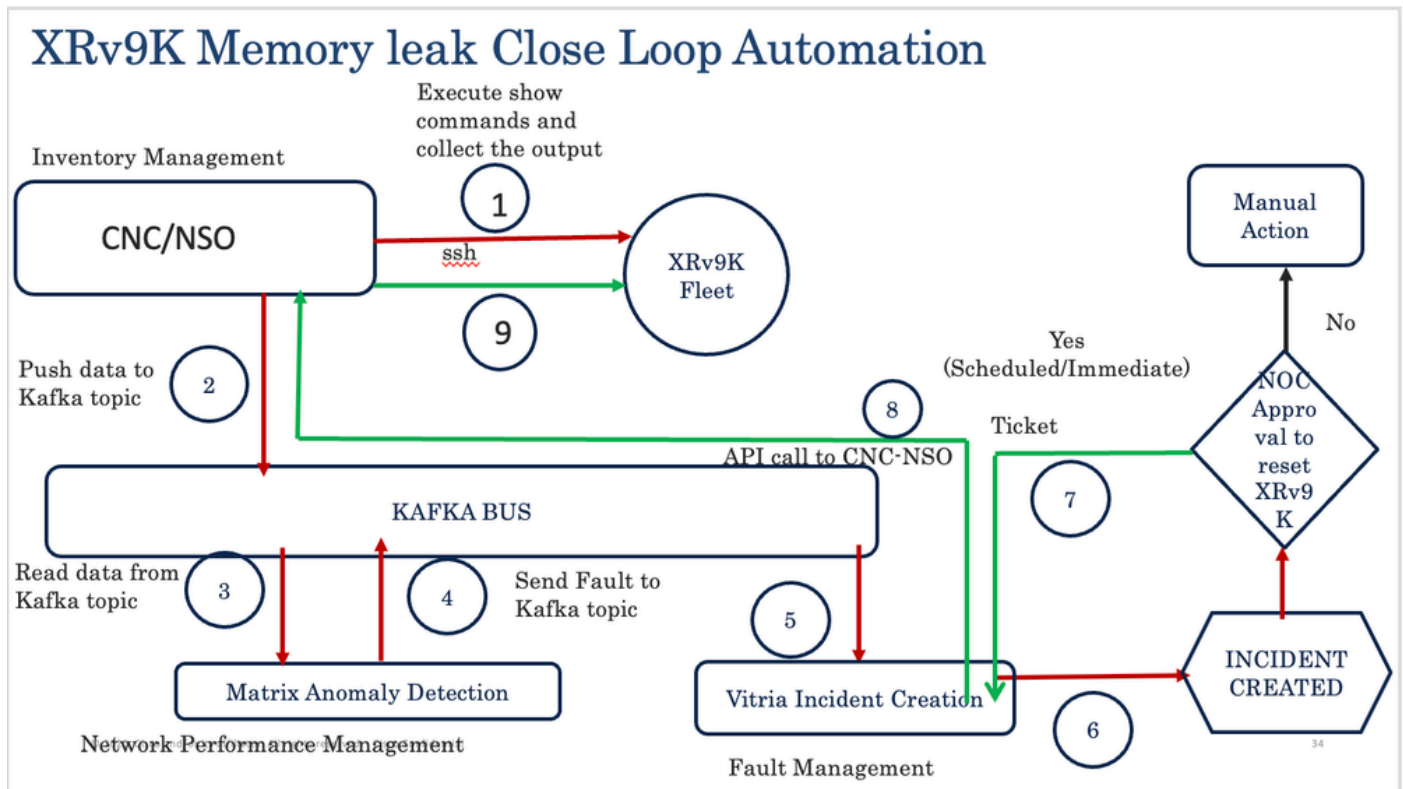 XRv9K Memory leak Close Loop Automation
Execute show
commands and
collect the output
Inventory Management
1
CNC/NSO
ssh
XRv9K
Fleet
9
Manual
Action
No
Yes
(Scheduled/Immediate)
Push data to
Kafka topic
2
8
Ticket
NOC
Appro
val to
reset
XRv9
K
API call to CNC-NSO
7
KAFKA BUS
Read data from
Kafka topic
3
4
Send Fault to
Kafka topic
5
Matrix Anomaly Detection
Vitria Incident Creation
INCIDENT
CREATED
6
Network Performance Management
Fault Management
34